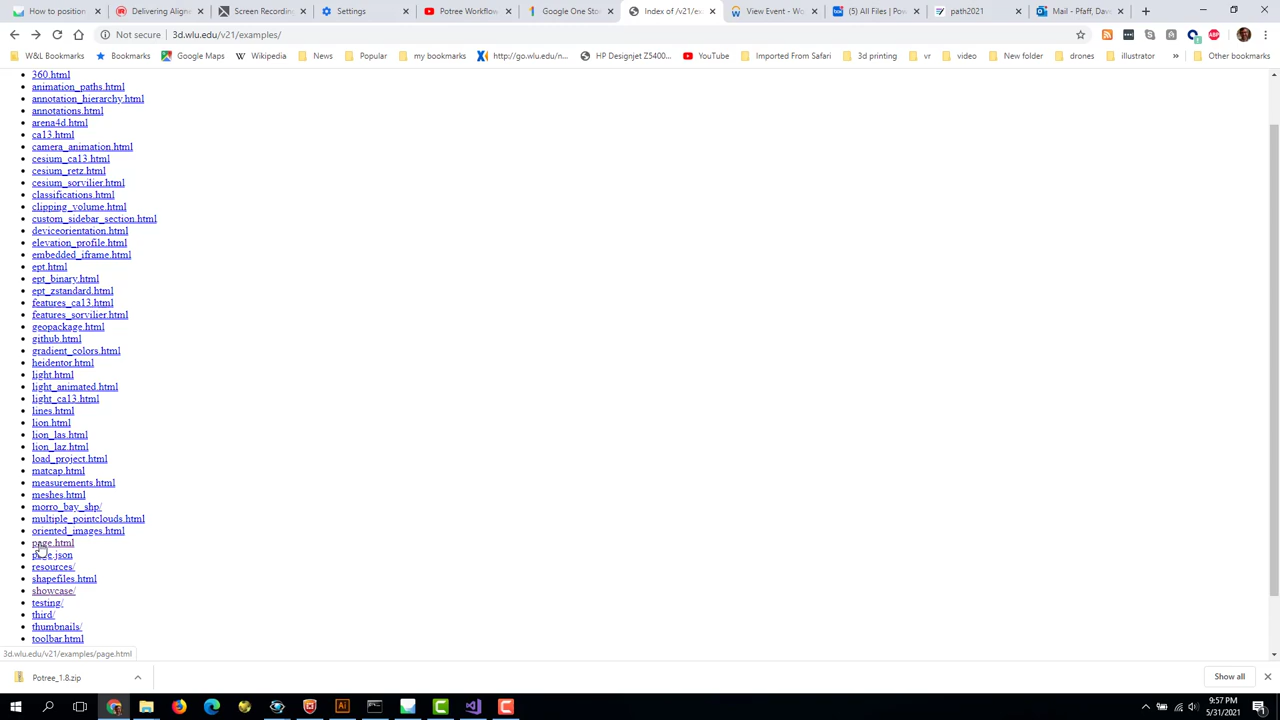 How to participate
Delivering Aligne
Screen Recording
Settings
Potree Workflow
Google One Sto
Index of /v21/ex
View Event - Wo
(5) All Files | Pow
path2021
Mail - Pfaff, Dav
Not secure | 3d.wlu.edu/v21/examples/
W&L Bookmarks
Bookmarks
Google Maps
Wikipedia
News
Popular
my bookmarks
http://go.wlu.edu/n...
HP Designjet Z5400...
YouTube
Imported From Safari
3d printing
vr
video
New folder
drones
illustrator
»
Other bookmarks
360.html
animation_paths.html
annotation_hierarchy.html
annotations.html
arena4d.html
ca13.html
camera_animation.html
cesium_ca13.html
cesium_retz.html
cesium_sorvilier.html
classifications.html
clipping_volume.html
custom_sidebar_section.html
deviceorientation.html
elevation_profile.html
embedded_iframe.html
ept.html
ept_binary.html
ept_zstandard.html
features_ca13.html
features_sorvilier.html
geopackage.html
github.html
gradient_colors.html
heidentor.html
light.html
light_animated.html
light_ca13.html
lines.html
lion.html
lion_las.html
lion_laz.html
load_project.html
matcap.html
measurements.html
meshes.html
morro_bay_shp/
multiple_pointclouds.html
oriented_images.html
page.html
page.json
resources/
shapefiles.html
showcase/
testing/
third/
thumbnails/
toolbar.html
3d.wlu.edu/v21/examples/page.html
Potree_1.8.zip
Show all
9:57 PM
5/31/2021